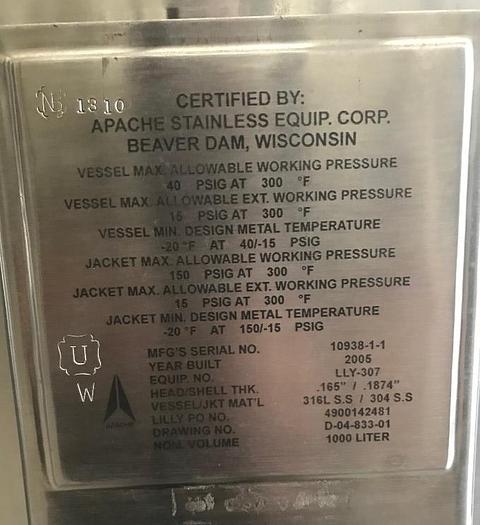 NB 1310
CERTIFIED BY:
APACHE STAINLESS EQUIP. CORP.
BEAVER DAM, WISCONSIN
VESSEL MAX. ALLOWABLE WORKING PRESSURE
40 PSIG AT 300 °F
VESSEL MAX. ALLOWABLE EXT. WORKING PRESSURE
15 PSIG AT 300 °F
VESSEL MIN. DESIGN METAL TEMPERATURE
-20 °F AT 40/-15 PSIG
JACKET MAX. ALLOWABLE WORKING PRESSURE
150 PSIG AT 300 °F
JACKET MAX. ALLOWABLE EXT. WORKING PRESSURE
15 PSIG AT 300 °F
JACKET MIN. DESIGN METAL TEMPERATURE
-20 °F AT 150/-15 PSIG
MFG'S SERIAL NO. 10938-1-1
YEAR BUILT 2005
EQUIP. NO. LLY-307
HEAD/SHELL THK. .165" / .1874"
VESSEL/JKT MAT'L 316L S.S / 304 S.S
LILLY PO NO. 4900142481
DRAWING NO. D-04-833-01
NOM. VOLUME 1000 LITER
U
W
APACHE